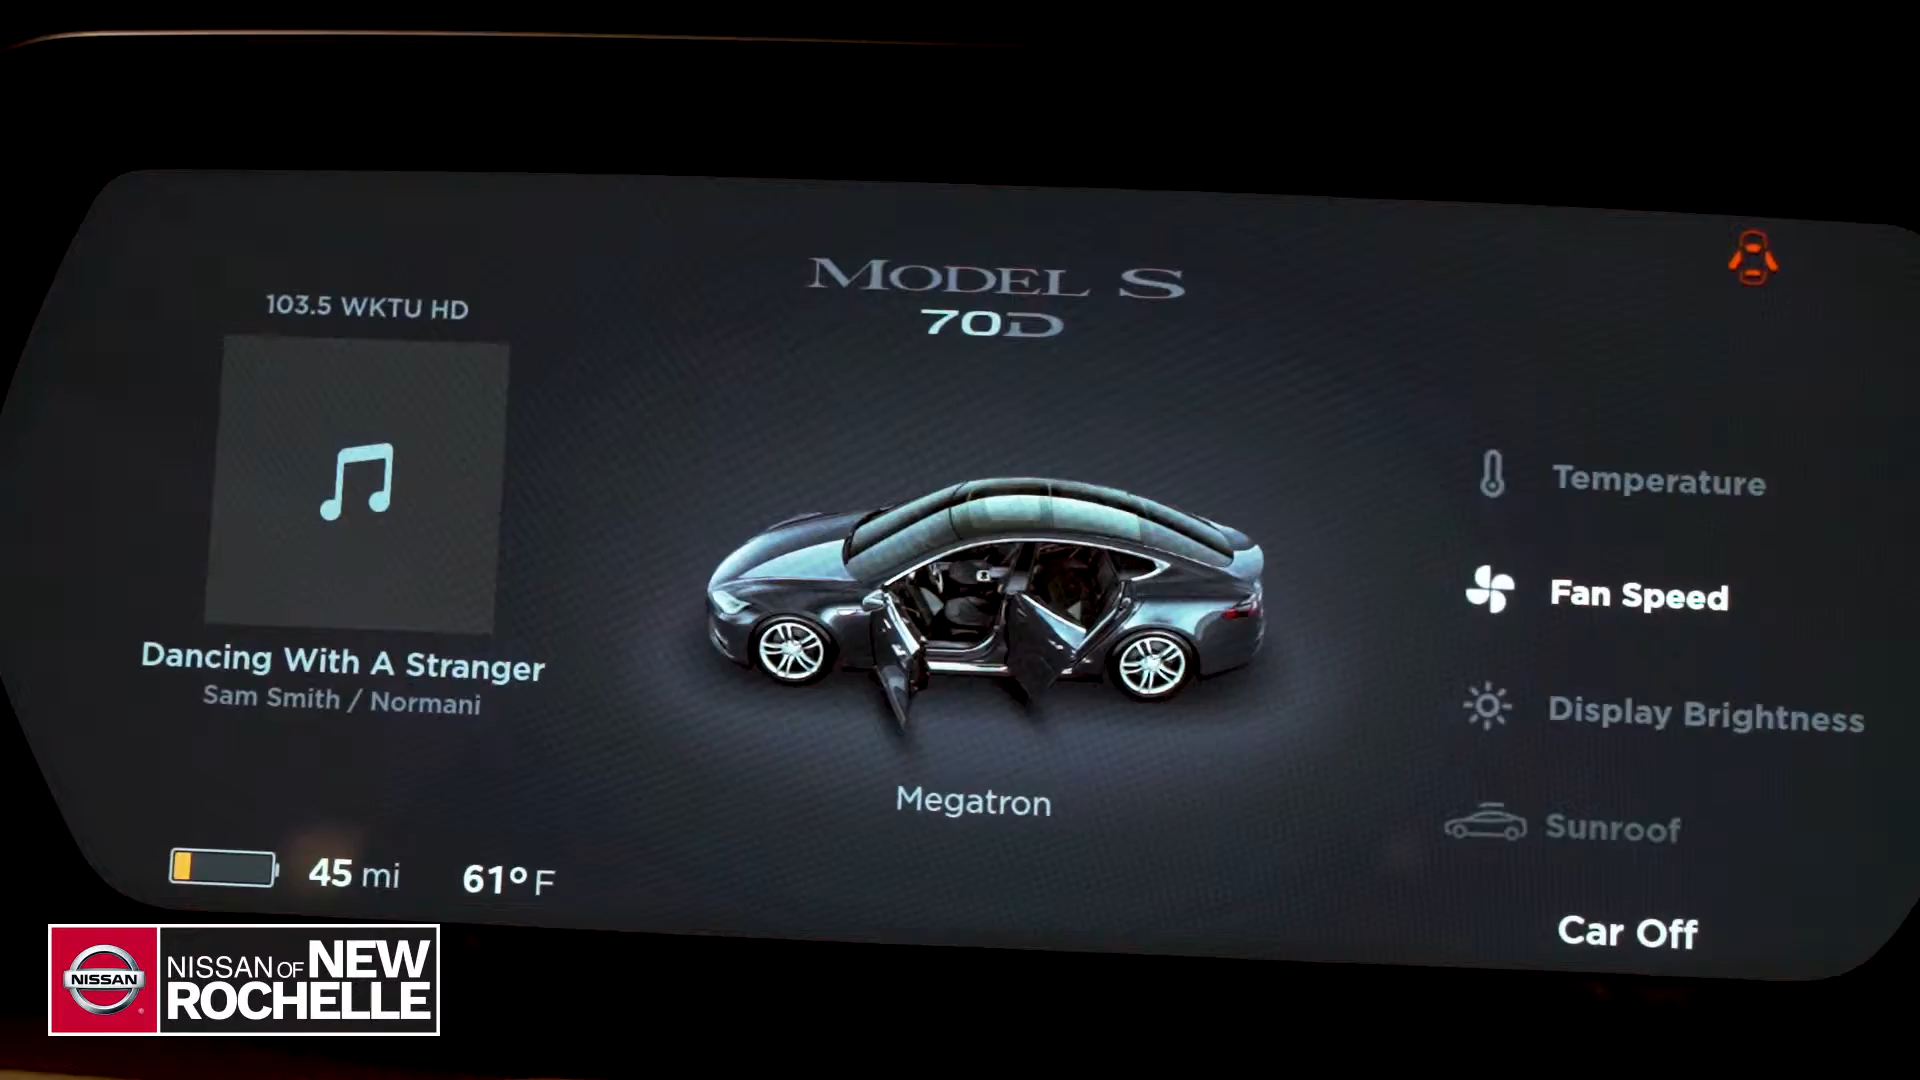 103.5 WKTU HD
Dancing With A Stranger
Sam Smith / Normani
45 mi
61°F
MODEL S
70D
Megatron
Temperature
Fan Speed
Display Brightness
Sunroof
Car Off
NISSAN
NISSAN OF NEW
ROCHELLE